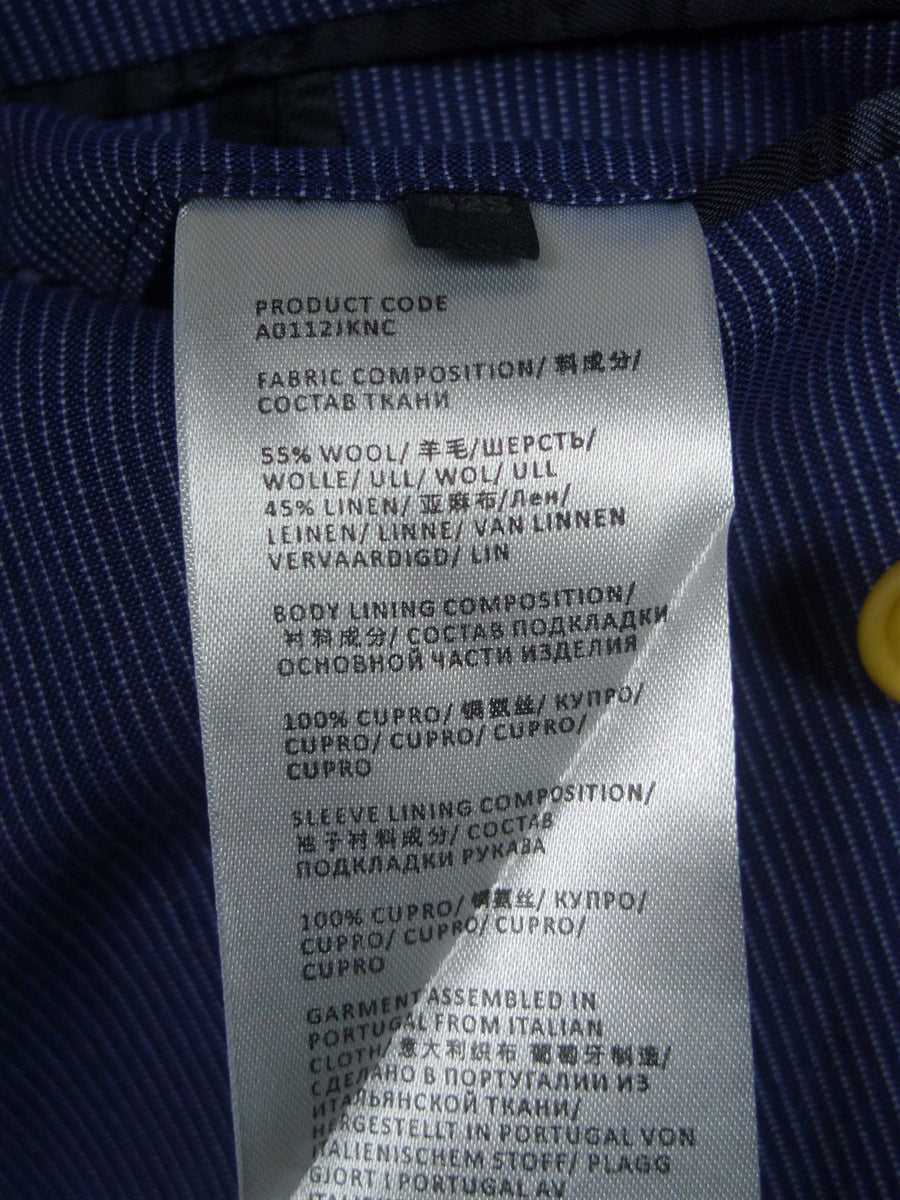 PRODUCT CODE
A0112JKNC
FABRIC COMPOSITION/ 料成分/
СОСТАВ ТКАНИ
55% WOOL/ 羊毛/ШЕРСТЬ/
WOLLE/ ULL/ WOL/ ULL
45% LINEN/ 亚麻布/Лен/
LEINEN/ LINNE/ VAN LINNEN
VERVAARDIGD/ LIN
BODY LINING COMPOSITION/
衬料成分/ СОСТАВ ПОДКЛАДКИ
ОСНОВНОЙ ЧАСТИ ИЗДЕЛИЯ
100% CUPRO/ 铜氨丝/ КУПРО/
CUPRO/ CUPRO/ CUPRO/
CUPRO
SLEEVE LINING COMPOSITION/
袖子衬料成分/ СОСТАВ
ПОДКЛАДКИ РУКАВА
100% CUPRO/ 铜氨丝/ КУПРО/
CUPRO/ CUPRO/ CUPRO/
CUPRO
GARMENT ASSEMBLED IN
PORTUGAL FROM ITALIAN
CLOTH/ 意大利织布 葡萄牙制造/
СДЕЛАНО В ПОРТУГАЛИИ ИЗ
ИТАЛЬЯНСКОЙ ТКАНИ/
HERGESTELLT IN PORTUGAL VON
ITALIENISCHEM STOFF/ PLAGG
GJORT I PORTUGAL AV